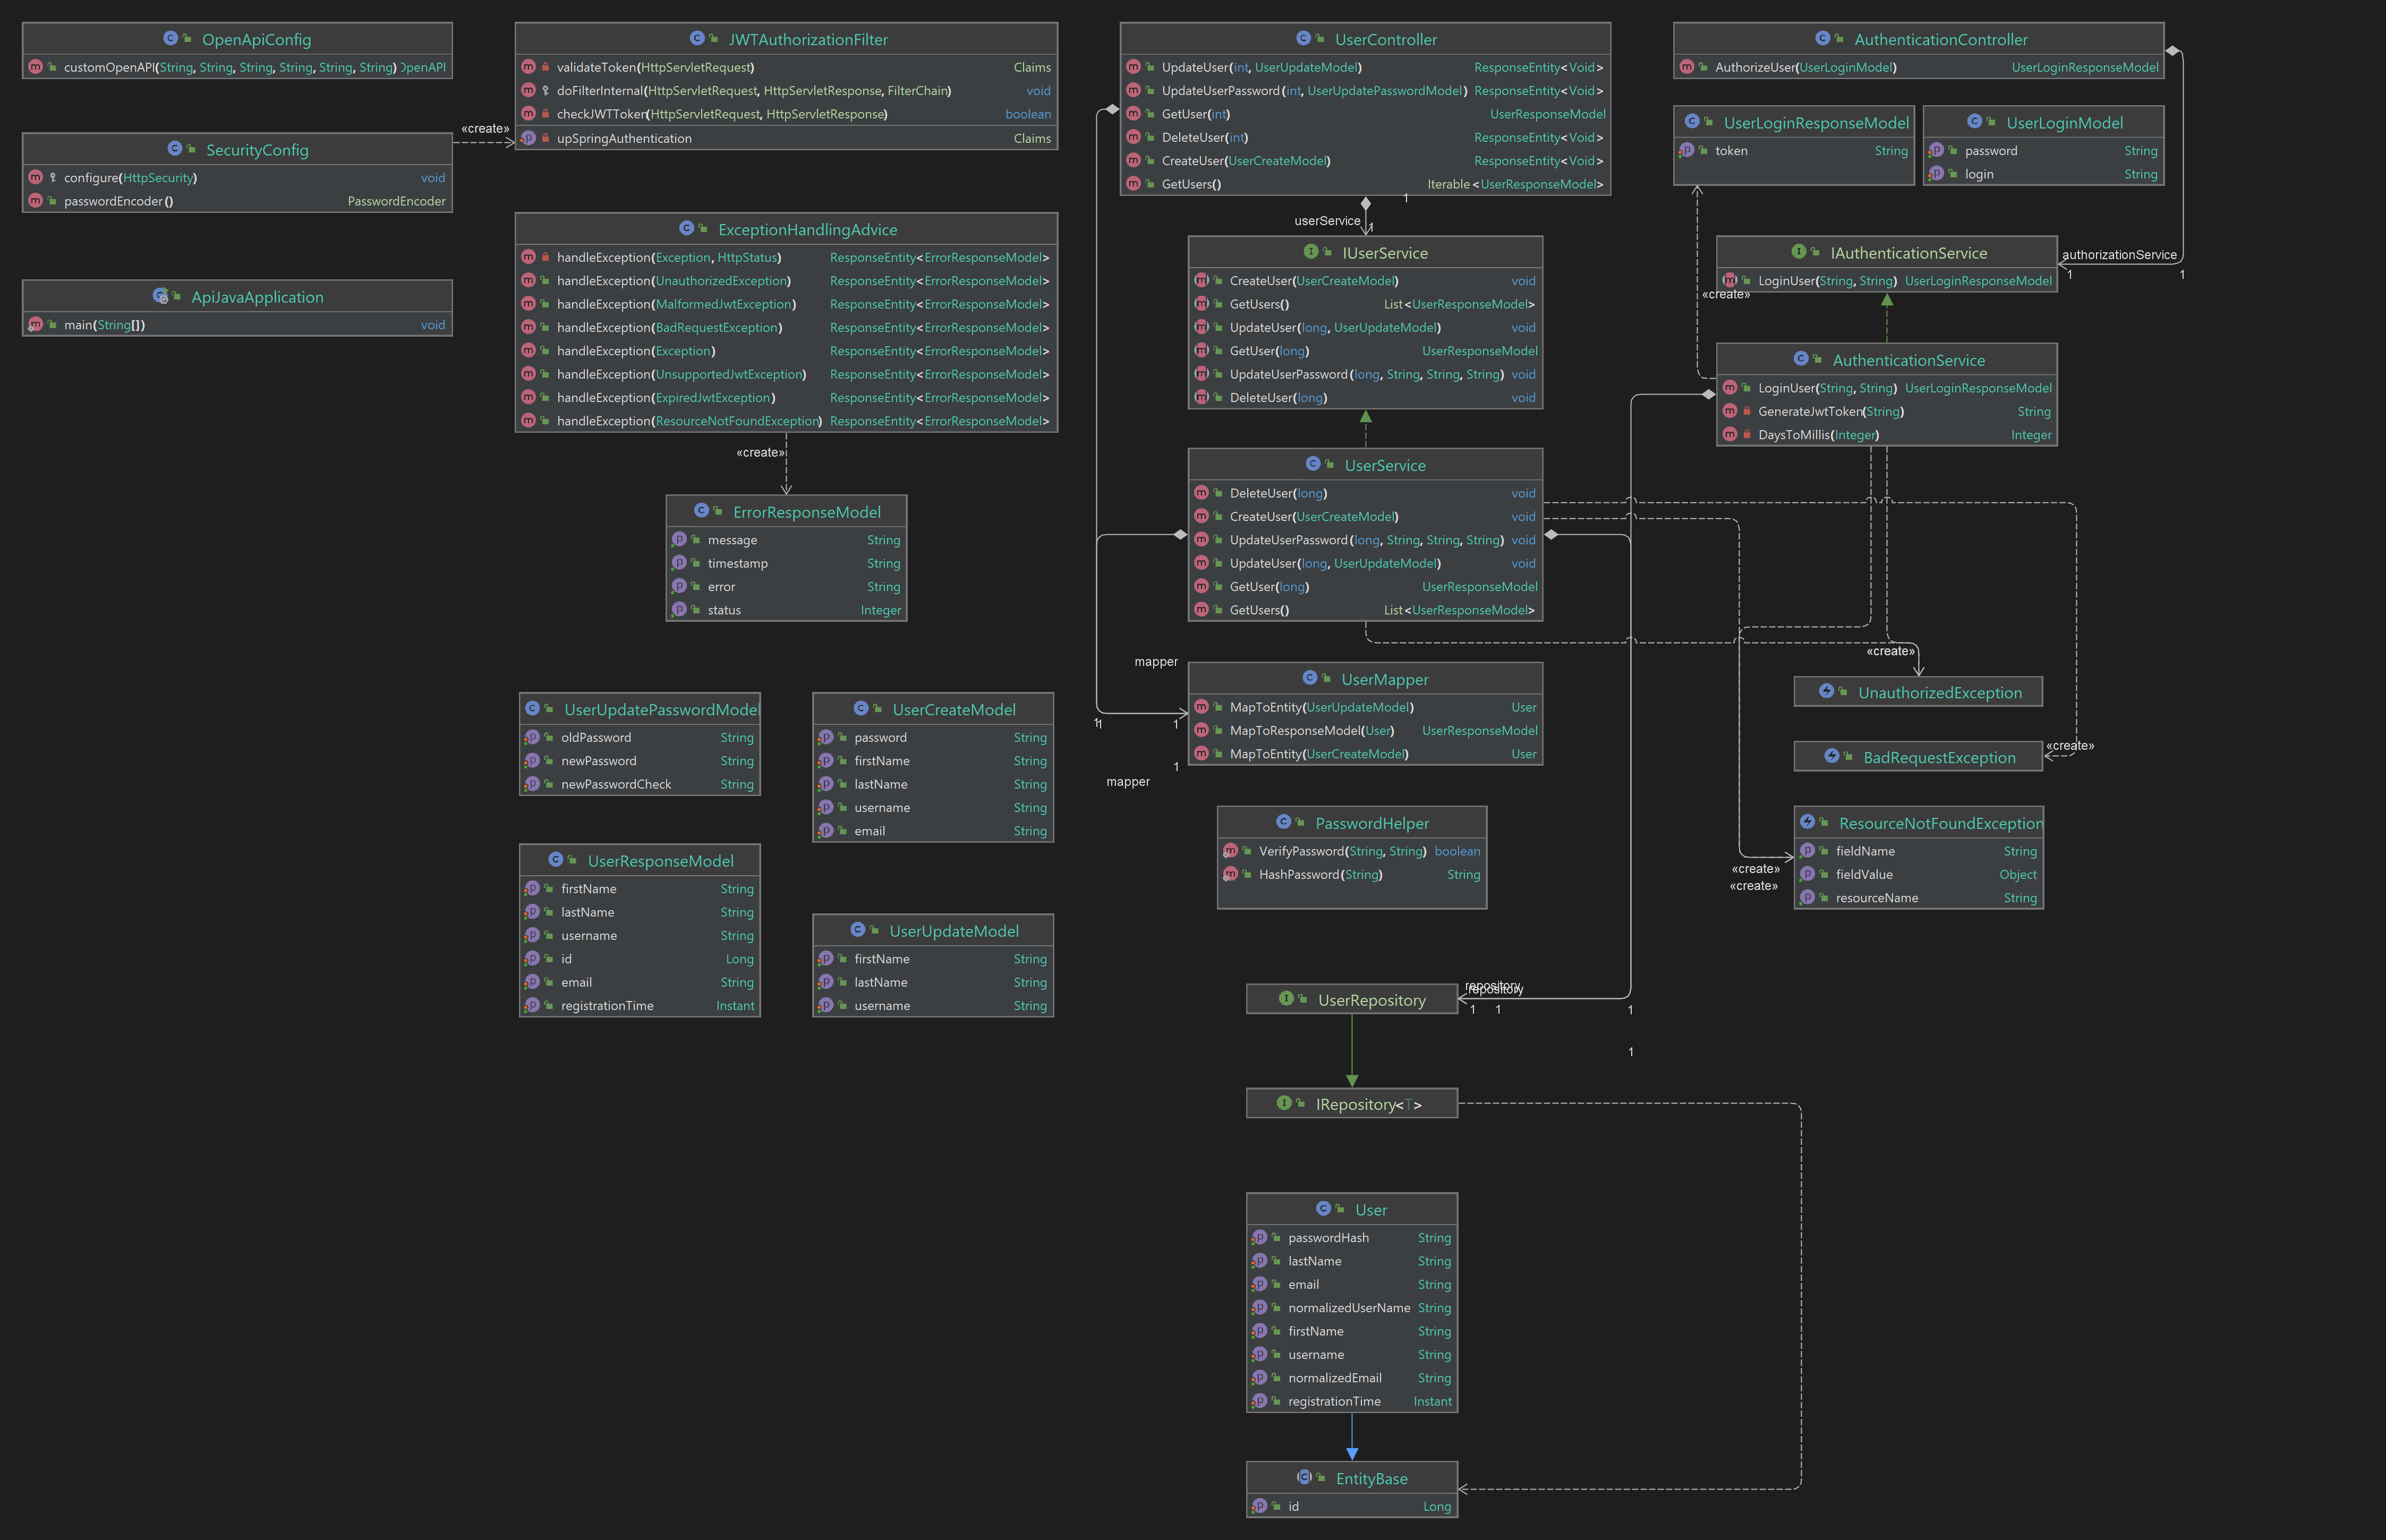 OpenApiConfig
customOpenAPI(String, String, String, String, String, String) OpenAPI
SecurityConfig
configure(HttpSecurity) void
passwordEncoder() PasswordEncoder
«create»
ApiJavaApplication
main(String[]) void
JWTAuthorizationFilter
validateToken(HttpServletRequest) Claims
doFilterInternal(HttpServletRequest, HttpServletResponse, FilterChain) void
checkJWTToker(HttpServletRequest, HttpServletResponse) boolean
upSpringAuthentication Claims
ExceptionHandlingAdvice
handleException(Exception, HttpStatus) ResponseEntity<ErrorResponseModel>
handleException(UnauthorizedException) ResponseEntity<ErrorResponseModel>
handleException(MalformedJwtException) ResponseEntity<ErrorResponseModel>
handleException(BadRequestException) ResponseEntity<ErrorResponseModel>
handleException(Exception) ResponseEntity<ErrorResponseModel>
handleException(UnsupportedJwtException) ResponseEntity<ErrorResponseModel>
handleException(ExpiredJwtException) ResponseEntity<ErrorResponseModel>
handleException(ResourceNotFoundException) ResponseEntity<ErrorResponseModel>
«create»
ErrorResponseModel
message String
timestamp String
error String
status Integer
UserUpdatePasswordModel
oldPassword String
newPassword String
newPasswordCheck String
UserCreateModel
password String
firstName String
lastName String
username String
email String
UserResponseModel
firstName String
lastName String
username String
id Long
email String
registrationTime Instant
UserUpdateModel
firstName String
lastName String
username String
UserController
UpdateUser(int, UserUpdateModel) ResponseEntity<Void>
UpdateUserPassword(int, UserUpdatePasswordModel) ResponseEntity<Void>
GetUser(int) UserResponseModel
DeleteUser(int) ResponseEntity<Void>
CreateUser(UserCreateModel) ResponseEntity<Void>
GetUsers() Iterable<UserResponseModel>
1
userService
1
IUserService
CreateUser(UserCreateModel) void
GetUsers() List<UserResponseModel>
UpdateUser(long, UserUpdateModel) void
GetUser(long) UserResponseModel
UpdateUserPassword(long, String, String, String) void
DeleteUser(long) void
UserService
DeleteUser(long) void
CreateUser(UserCreateModel) void
UpdateUserPassword(long, String, String, String) void
UpdateUser(long, UserUpdateModel) void
GetUser(long) UserResponseModel
GetUsers() List<UserResponseModel>
mapper
UserMapper
MapToEntity(UserUpdateModel) User
MapToResponseModel(User) UserResponseModel
MapToEntity(UserCreateModel) User
1
1
1
1
mapper
PasswordHelper
VerifyPassword(String, String) boolean
HashPassword(String) String
UserRepository
repository
repository
1
1
1
1
IRepository<T>
User
passwordHash String
lastName String
email String
normalizedUserName String
firstName String
username String
normalizedEmail String
registrationTime Instant
EntityBase
id Long
AuthenticationController
AuthorizeUser(UserLoginModel) UserLoginResponseModel
UserLoginResponseModel
token String
UserLoginModel
password String
login String
IAuthenticationService
LoginUser(String, String) UserLoginResponseModel
authorizationService
1
1
«create»
AuthenticationService
LoginUser(String, String) UserLoginResponseModel
GenerateJwtToken(String) String
DaysToMillis(Integer) Integer
«create»
UnauthorizedException
«create»
BadRequestException
ResourceNotFoundException
fieldName String
fieldValue Object
resourceName String
«create»
«create»